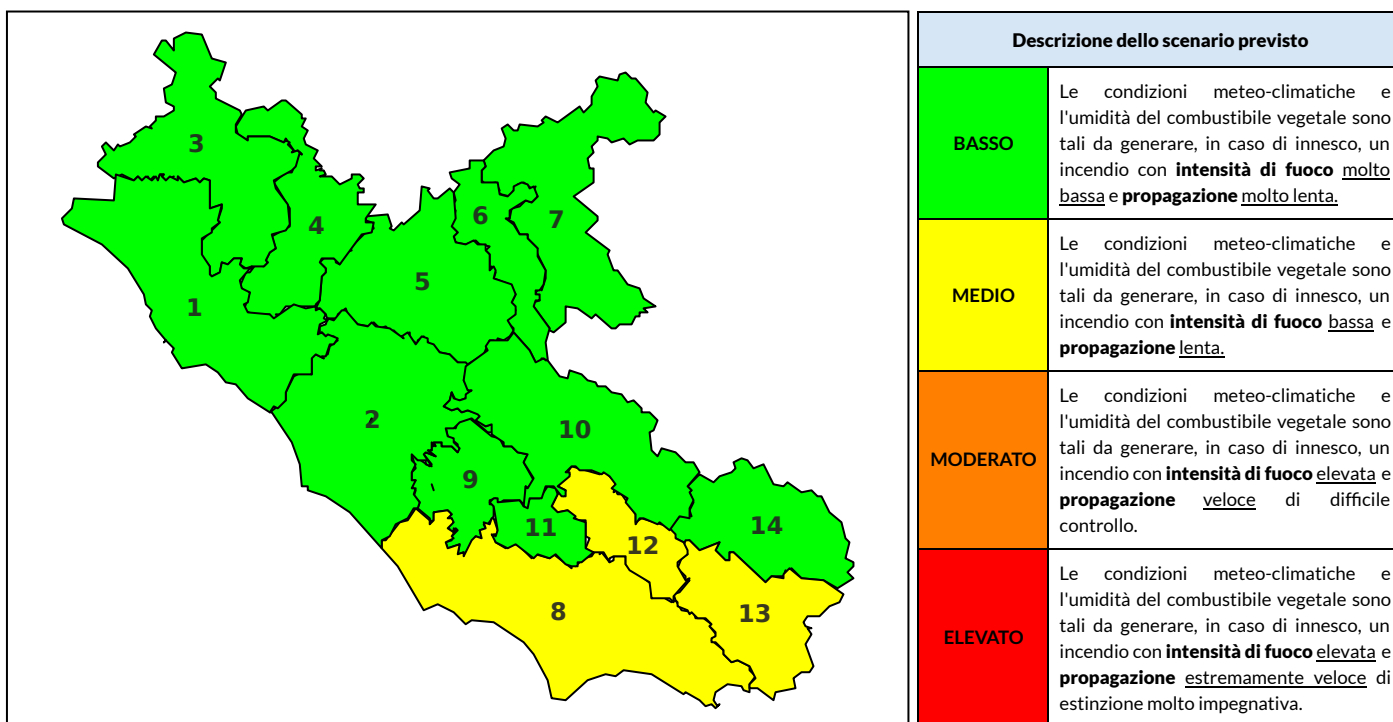 3
4
6
7
5
1
2
10
9
11
12
14
8
13
Descrizione dello scenario previsto
BASSO
Le condizioni meteo-climatiche e
l'umidità del combustibile vegetale sono
tali da generare, in caso di innesco, un
incendio con intensità di fuoco molto
bassa e propagazione molto lenta.
MEDIO
Le condizioni meteo-climatiche e
l'umidità del combustibile vegetale sono
tali da generare, in caso di innesco, un
incendio con intensità di fuoco bassa e
propagazione lenta.
MODERATO
Le condizioni meteo-climatiche e
l'umidità del combustibile vegetale sono
tali da generare, in caso di innesco, un
incendio con intensità di fuoco elevata e
propagazione veloce di difficile
controllo.
ELEVATO
Le condizioni meteo-climatiche e
l'umidità del combustibile vegetale sono
tali da generare, in caso di innesco, un
incendio con intensità di fuoco elevata e
propagazione estremamente veloce di
estinzione molto impegnativa.